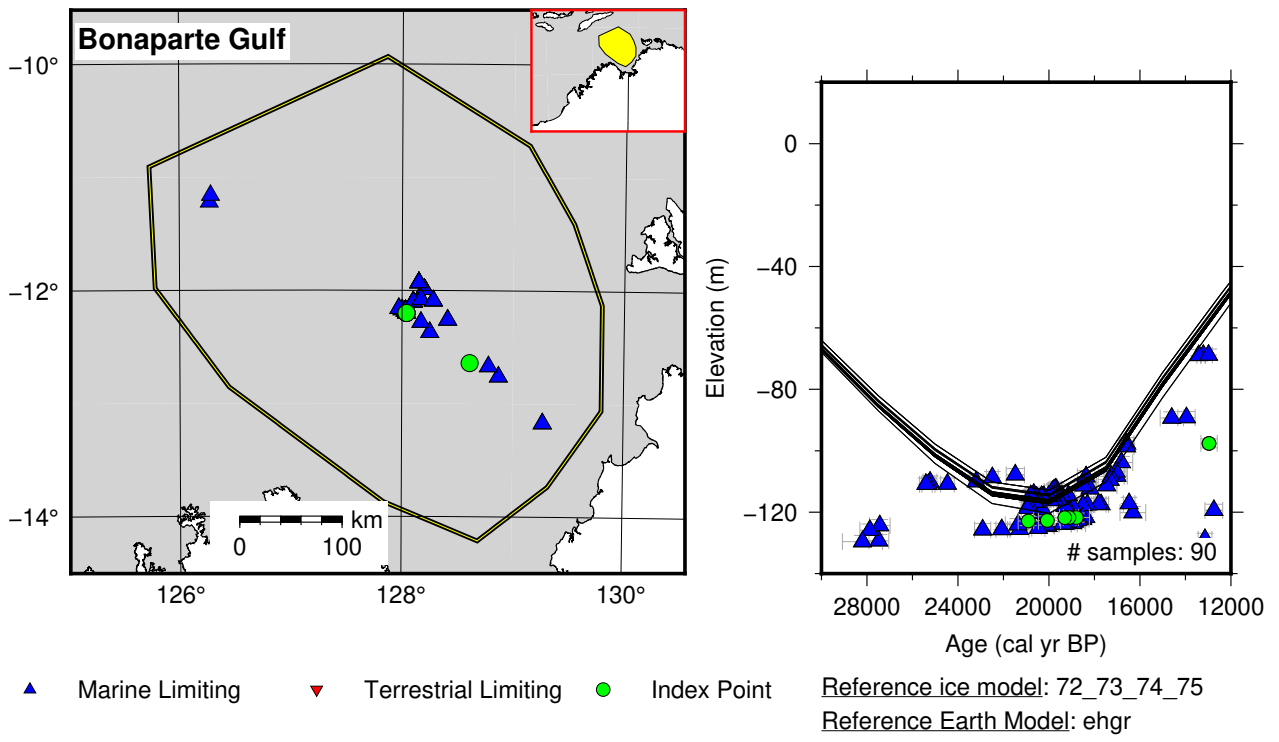 Bonaparte Gulf
−10°
−12°
−14°
126°
128°
130°
km
0 100
0
−40
−80
−120
Elevation (m)
28000 24000 20000 16000 12000
Age (cal yr BP)
# samples: 90
Marine Limiting
Terrestrial Limiting
Index Point
Reference ice model: 72_73_74_75
Reference Earth Model: ehgr